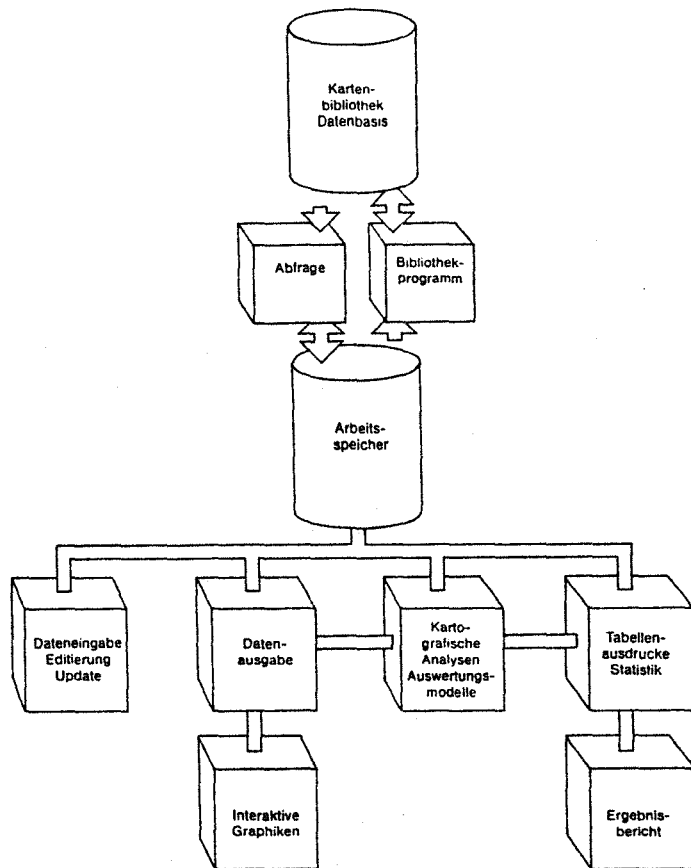 Karten-
bibliothek
Datenbasis
Abfrage
Bibliothek-
programm
Arbeits-
speicher
Dateneingabe
Editierung
Update
Daten-
ausgabe
Karto-
grafische
Analysen
Auswertungs-
modelle
Tabellen-
ausdrucke
Statistik
Interaktive
Graphiken
Ergebnis-
bericht